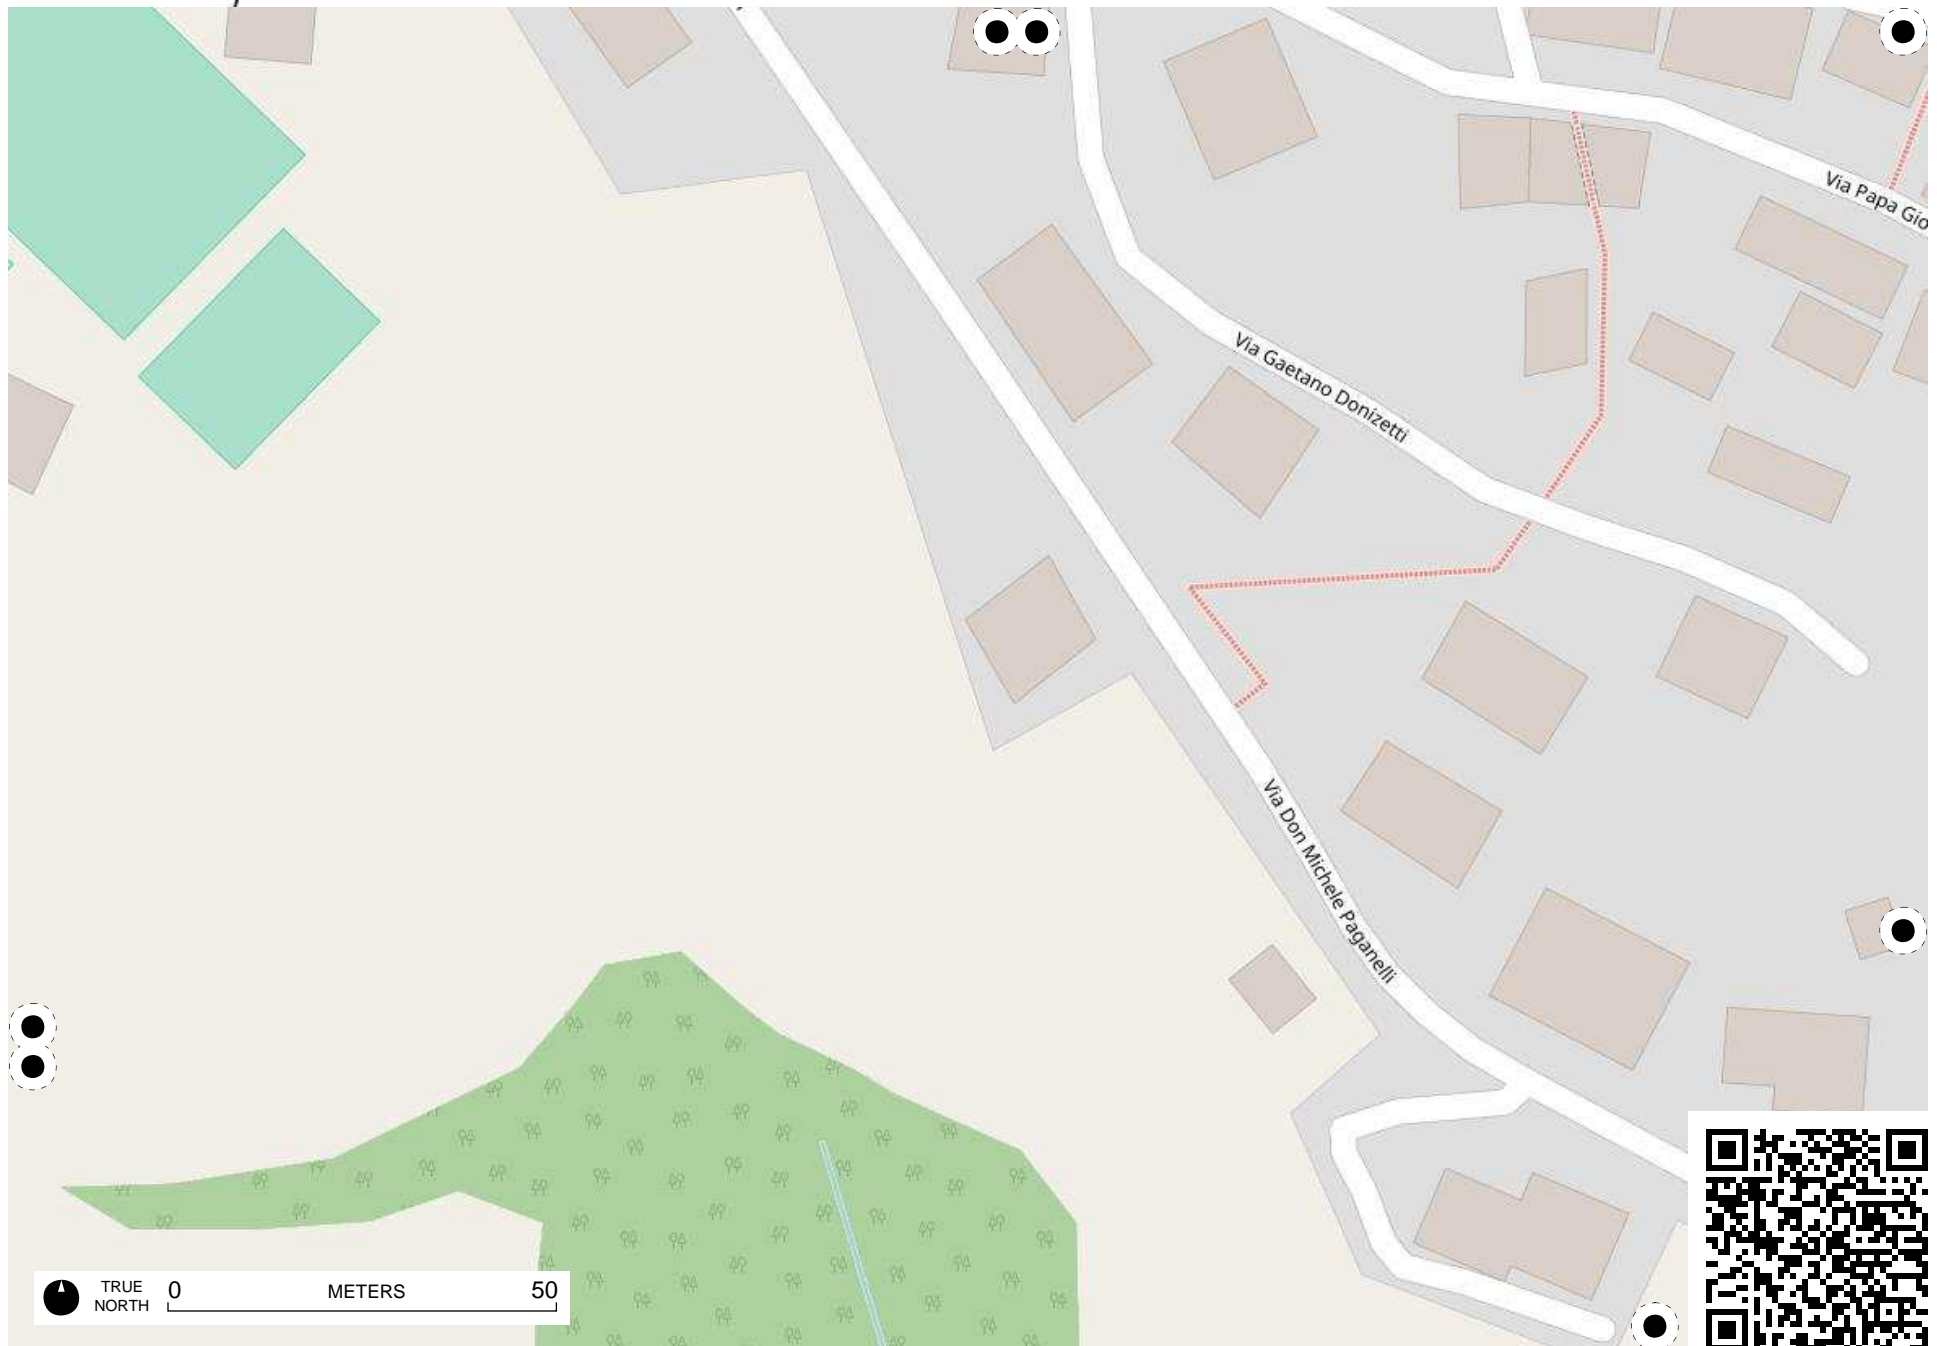 Via Papa Gio
Via Gaetano Donizetti
Via Don Michele Paganelli
TRUE
NORTH
0 METERS 50